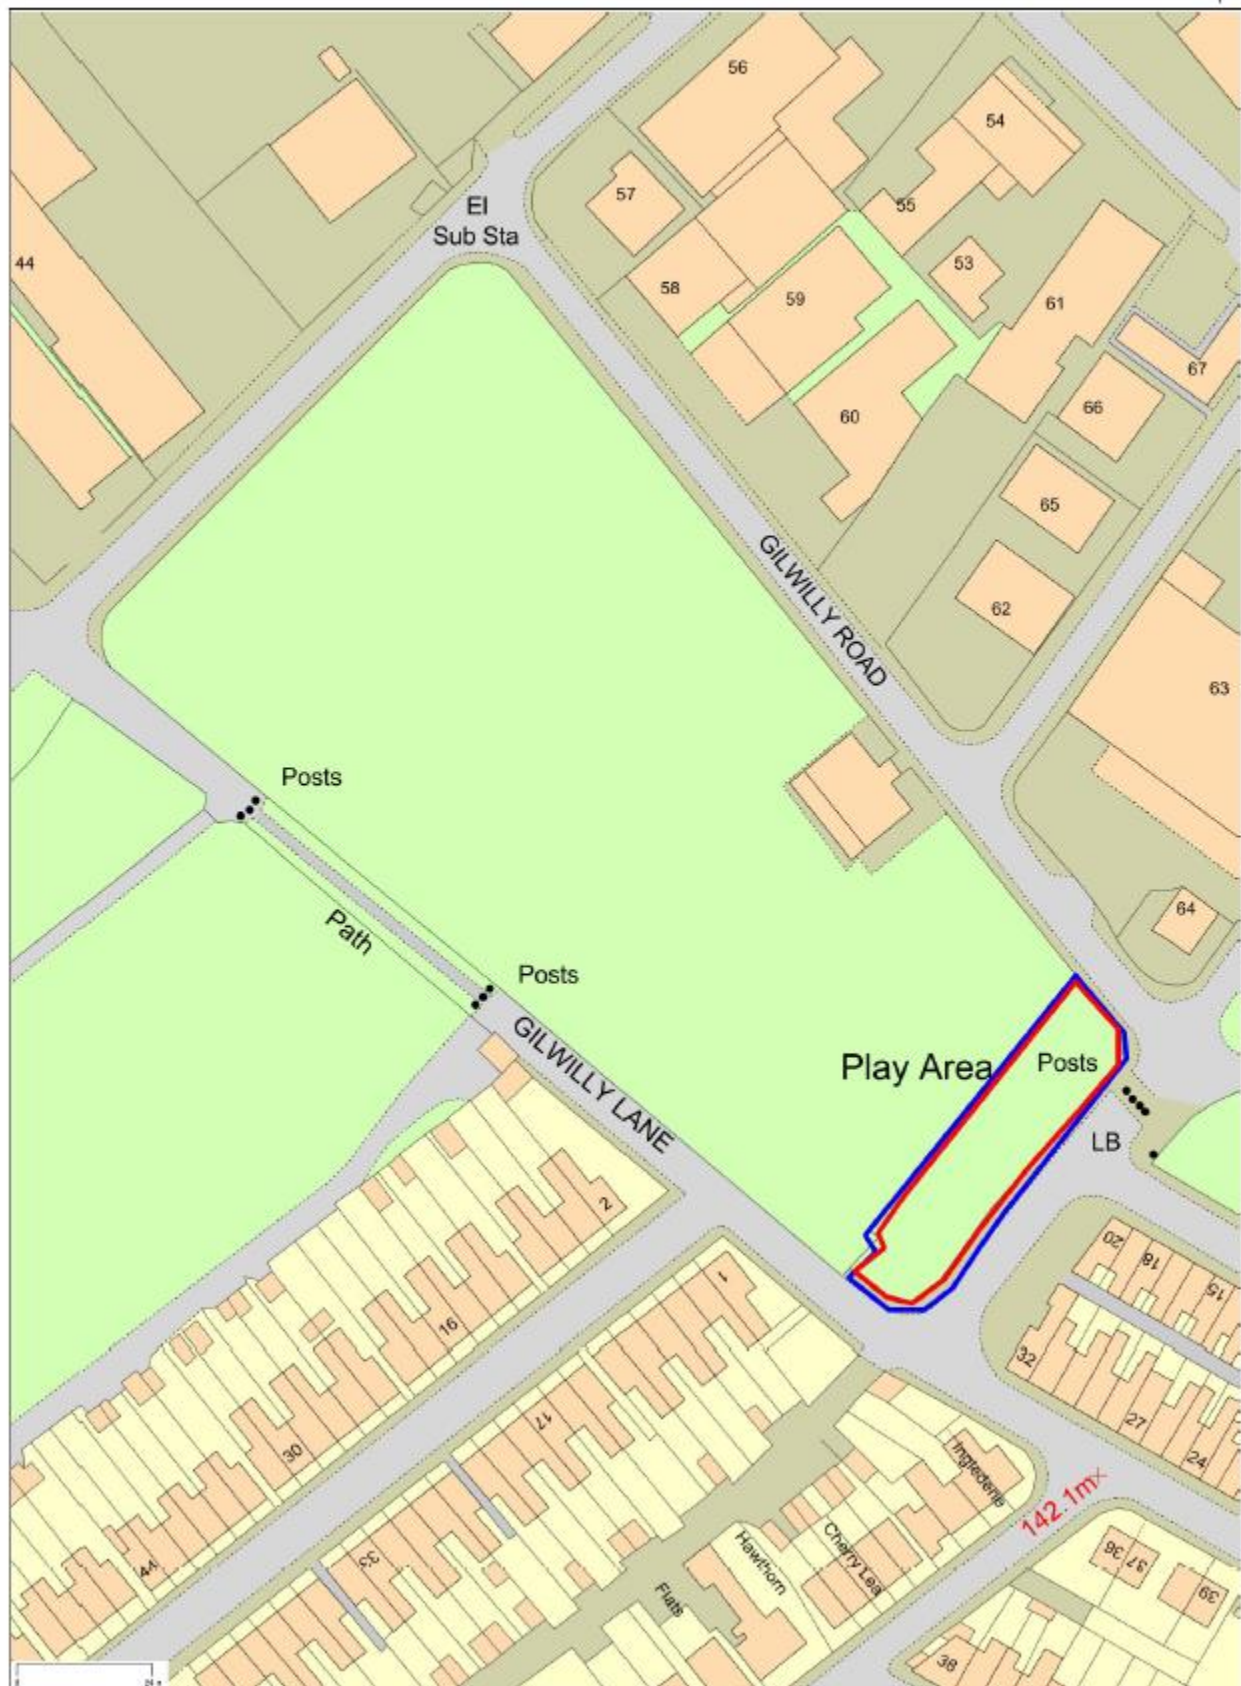 56
54
57
55
El
Sub Sta
44
53
58
59
61
67
66
60
65
GILWILLY ROAD
62
63
Posts
64
Path
Posts
GILWILLY LANE
Play Area
Posts
LB
2
20
18
15
1
16
32
27
17
24
30
Ingledene
142.1m
36
37
Cherry Lea
Hawthorn
33
44
39
Flats
38